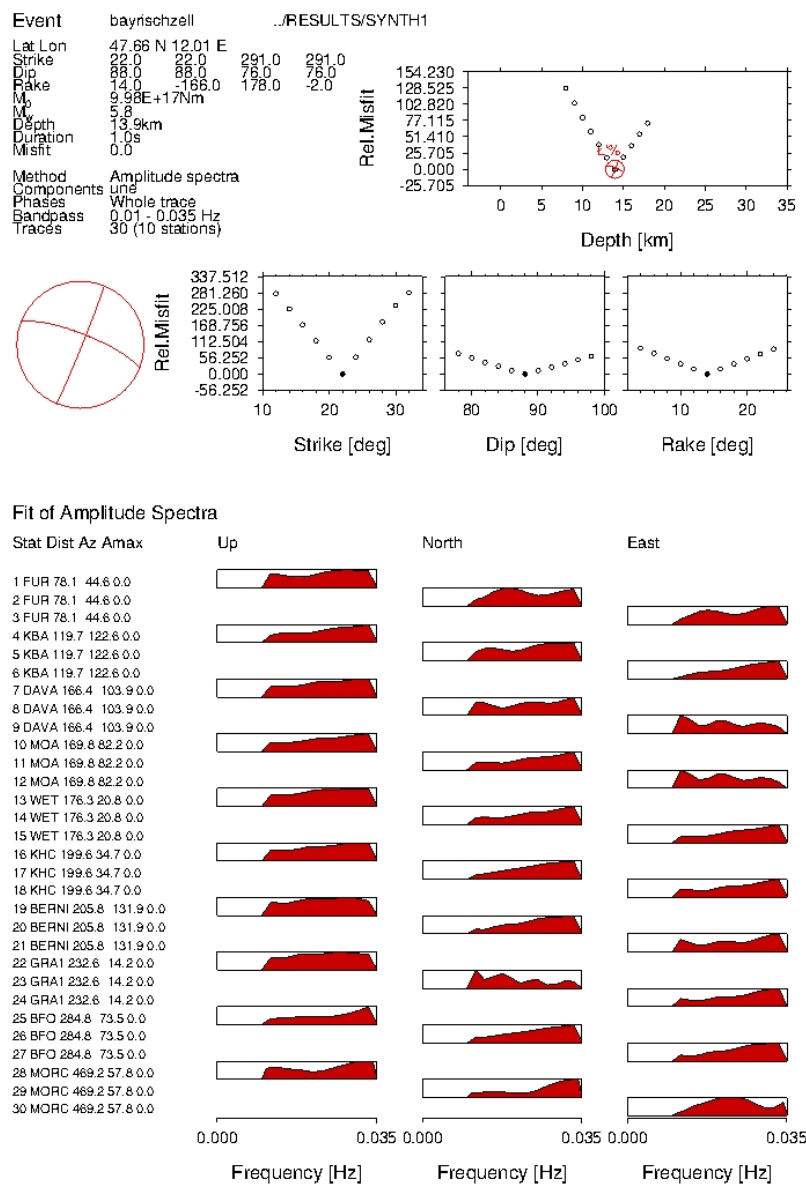 Event bayrischzell ../RESULTS/SYNTH1
Lat Lon 47.66 N 12.01 E
Strike 22.0 22.0 291.0 291.0
Dip 88.0 88.0 76.0 76.0
Rake 14.0 -166.0 178.0 -2.0
M0 9.98E+17Nm
Mw 5.8
Depth 13.9km
Duration 1.0s
Misfit 0.0
Method Amplitude spectra
Components une
Phases Whole trace
Bandpass 0.01 - 0.035 Hz
Traces 30 (10 stations)
Rel.Misfit
154.230
128.525
102.820
77.115
51.410
25.705
0.000
-25.705
%
0 5 10 15 20 25 30 35
Depth [km]
Rel.Misfit
337.512
281.260
225.008
168.756
112.504
56.252
0.000
-56.252
10 20 30
80 90 100
10 20
Strike [deg]
Dip [deg]
Rake [deg]
Fit of Amplitude Spectra
Stat Dist Az Amax Up North East
1 FUR 78.1 44.6 0.0
2 FUR 78.1 44.6 0.0
3 FUR 78.1 44.6 0.0
4 KBA 119.7 122.6 0.0
5 KBA 119.7 122.6 0.0
6 KBA 119.7 122.6 0.0
7 DAVA 166.4 103.9 0.0
8 DAVA 166.4 103.9 0.0
9 DAVA 166.4 103.9 0.0
10 MOA 169.8 82.2 0.0
11 MOA 169.8 82.2 0.0
12 MOA 169.8 82.2 0.0
13 WET 176.3 20.8 0.0
14 WET 176.3 20.8 0.0
15 WET 176.3 20.8 0.0
16 KHC 199.6 34.7 0.0
17 KHC 199.6 34.7 0.0
18 KHC 199.6 34.7 0.0
19 BERNI 205.8 131.9 0.0
20 BERNI 205.8 131.9 0.0
21 BERNI 205.8 131.9 0.0
22 GRA1 232.6 14.2 0.0
23 GRA1 232.6 14.2 0.0
24 GRA1 232.6 14.2 0.0
25 BFO 284.8 73.5 0.0
26 BFO 284.8 73.5 0.0
27 BFO 284.8 73.5 0.0
28 MORC 469.2 57.8 0.0
29 MORC 469.2 57.8 0.0
30 MORC 469.2 57.8 0.0
0.000 0.035 0.000 0.035 0.000 0.035
Frequency [Hz] Frequency [Hz] Frequency [Hz]